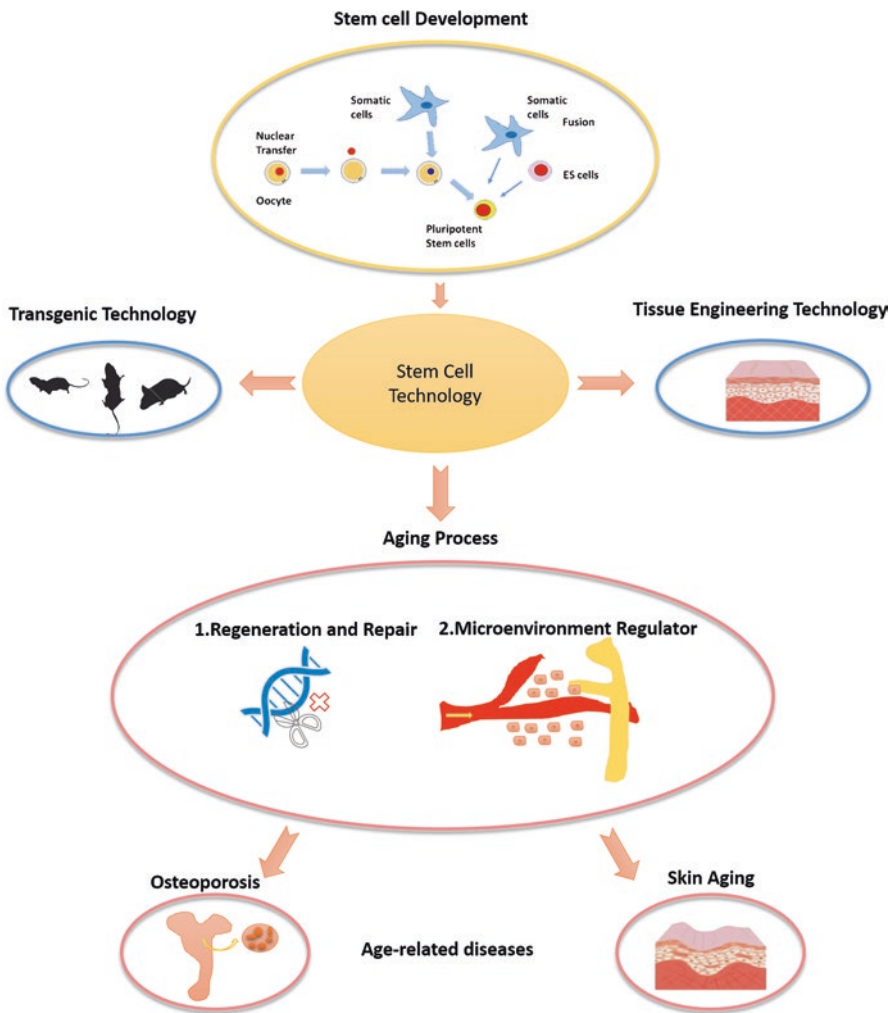 Stem cell Development
Somatic
cells
Somatic
cells
Fusion
Nuclear
Transfer
ES cells
Oocyte
Pluripotent
Stem cells
Transgenic Technology
Tissue Engineering Technology
Stem Cell
Technology
Aging Process
1.Regeneration and Repair
2.Microenvironment Regulator
Osteoporosis
Skin Aging
Age-related diseases